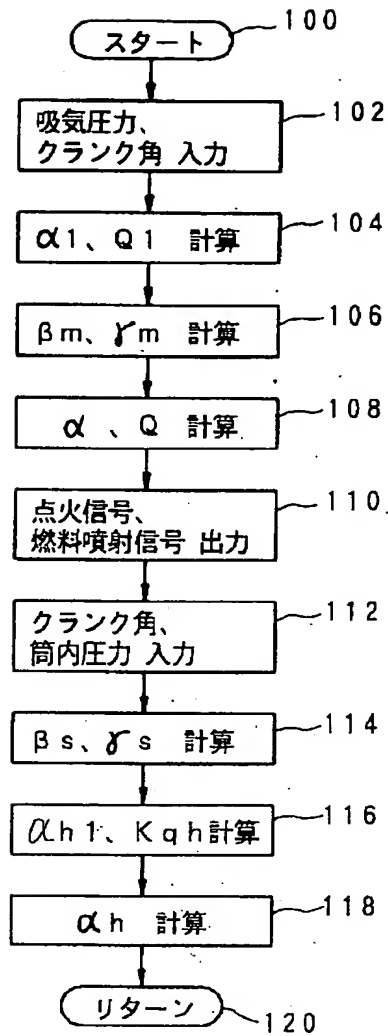 スタート
100
吸気圧力、
クランク角 入力
102
α1、Q1 計算
104
βm、γm 計算
106
α 、Q 計算
108
点火信号、
燃料噴射信号 出力
110
クランク角、
筒内圧力 入力
112
βs、γs 計算
114
αh1、Kqh計算
116
αh 計算
118
リターン
120